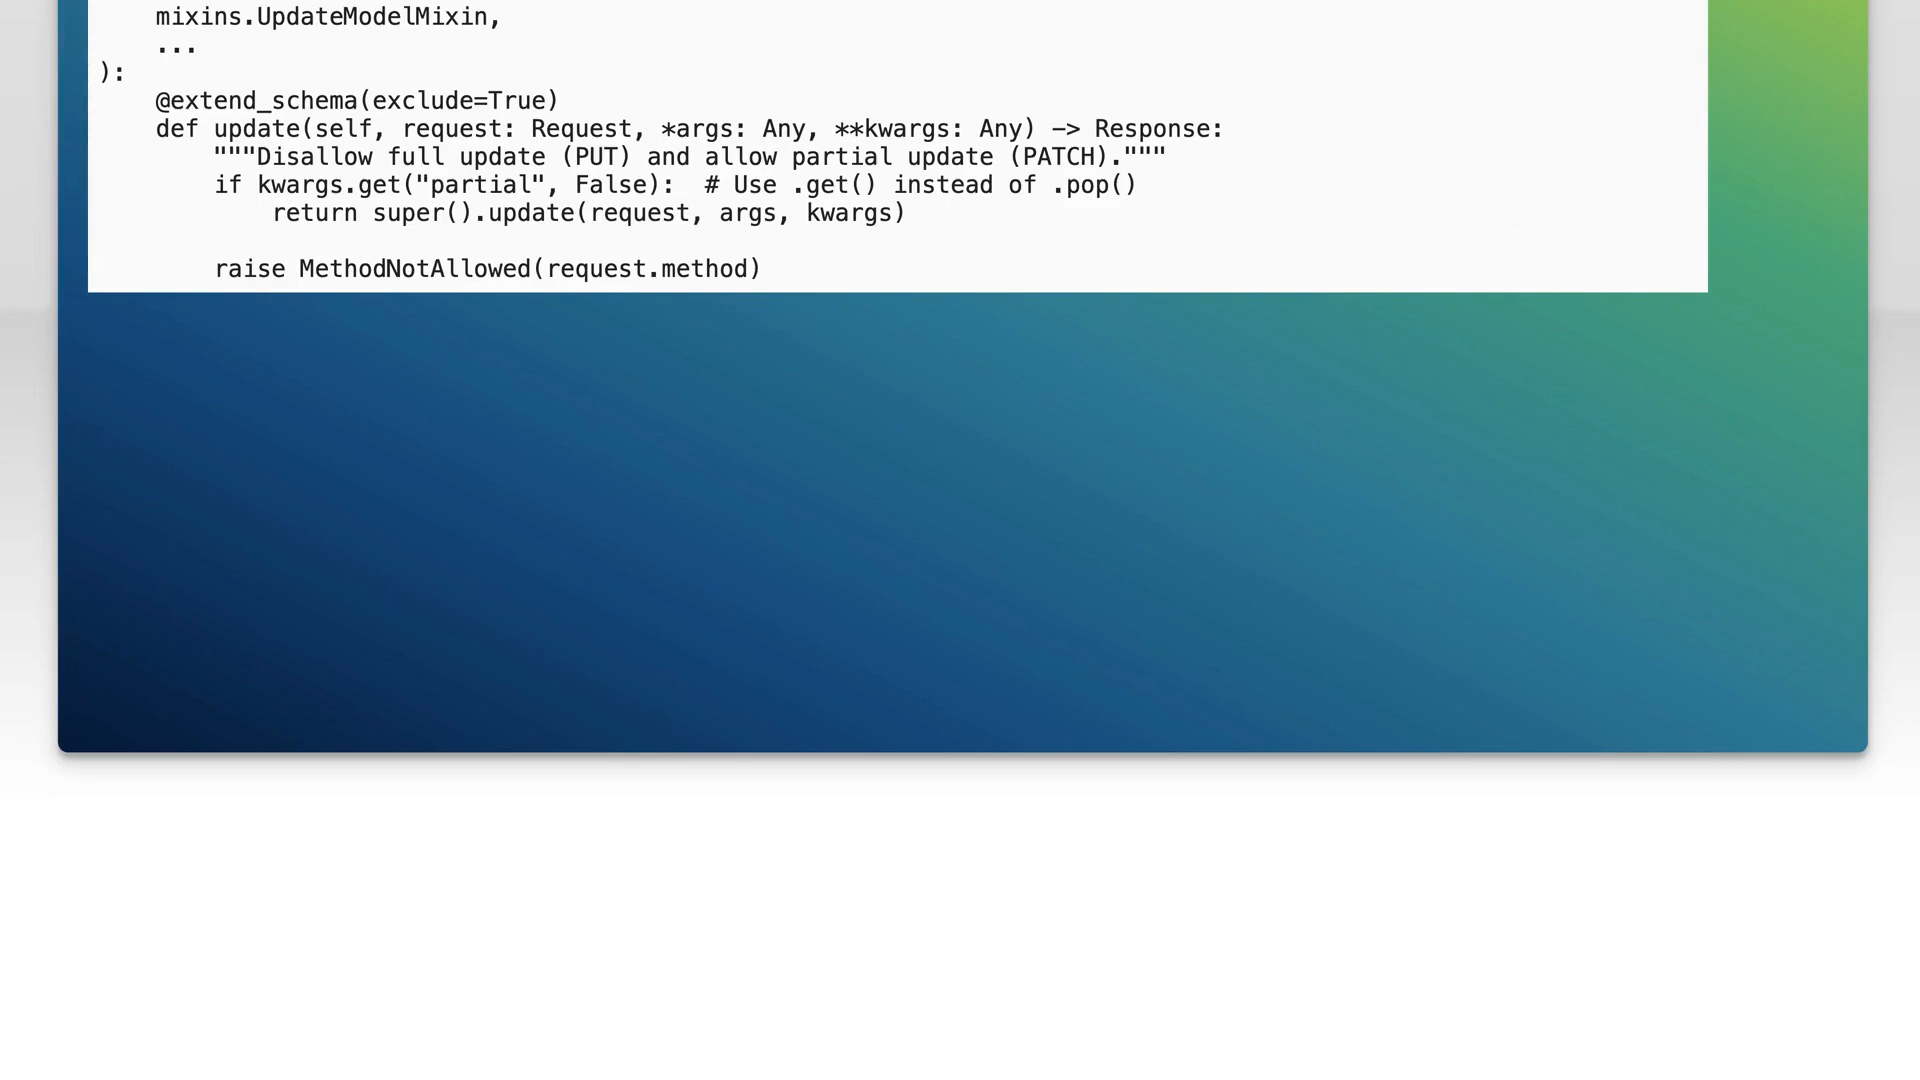 mixins.UpdateModelMixin,
...
):
@extend_schema(exclude=True)
def update(self, request: Request, *args: Any, **kwargs: Any) -> Response:
"""Disallow full update (PUT) and allow partial update (PATCH)."""
if kwargs.get("partial", False):  # Use .get() instead of .pop()
return super().update(request, args, kwargs)
raise MethodNotAllowed(request.method)